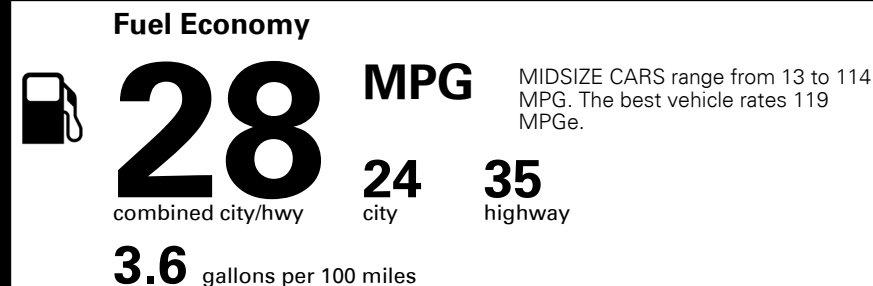 Fuel Economy
28 MPG
MIDSIZE CARS range from 13 to 114
MPG. The best vehicle rates 119
MPGe.
combined city/hwy
24
city
35
highway
3.6 gallons per 100 miles